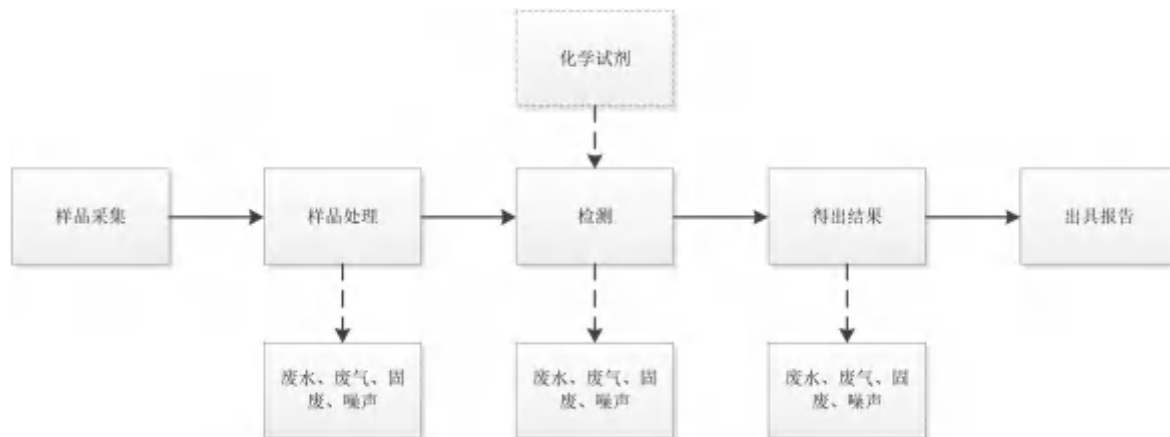 化学试剂
样品采集
样品处理
检测
得出结果
出具报告
废水、废气、固
废、噪声
废水、废气、固
废、噪声
废水、废气、固
废、噪声